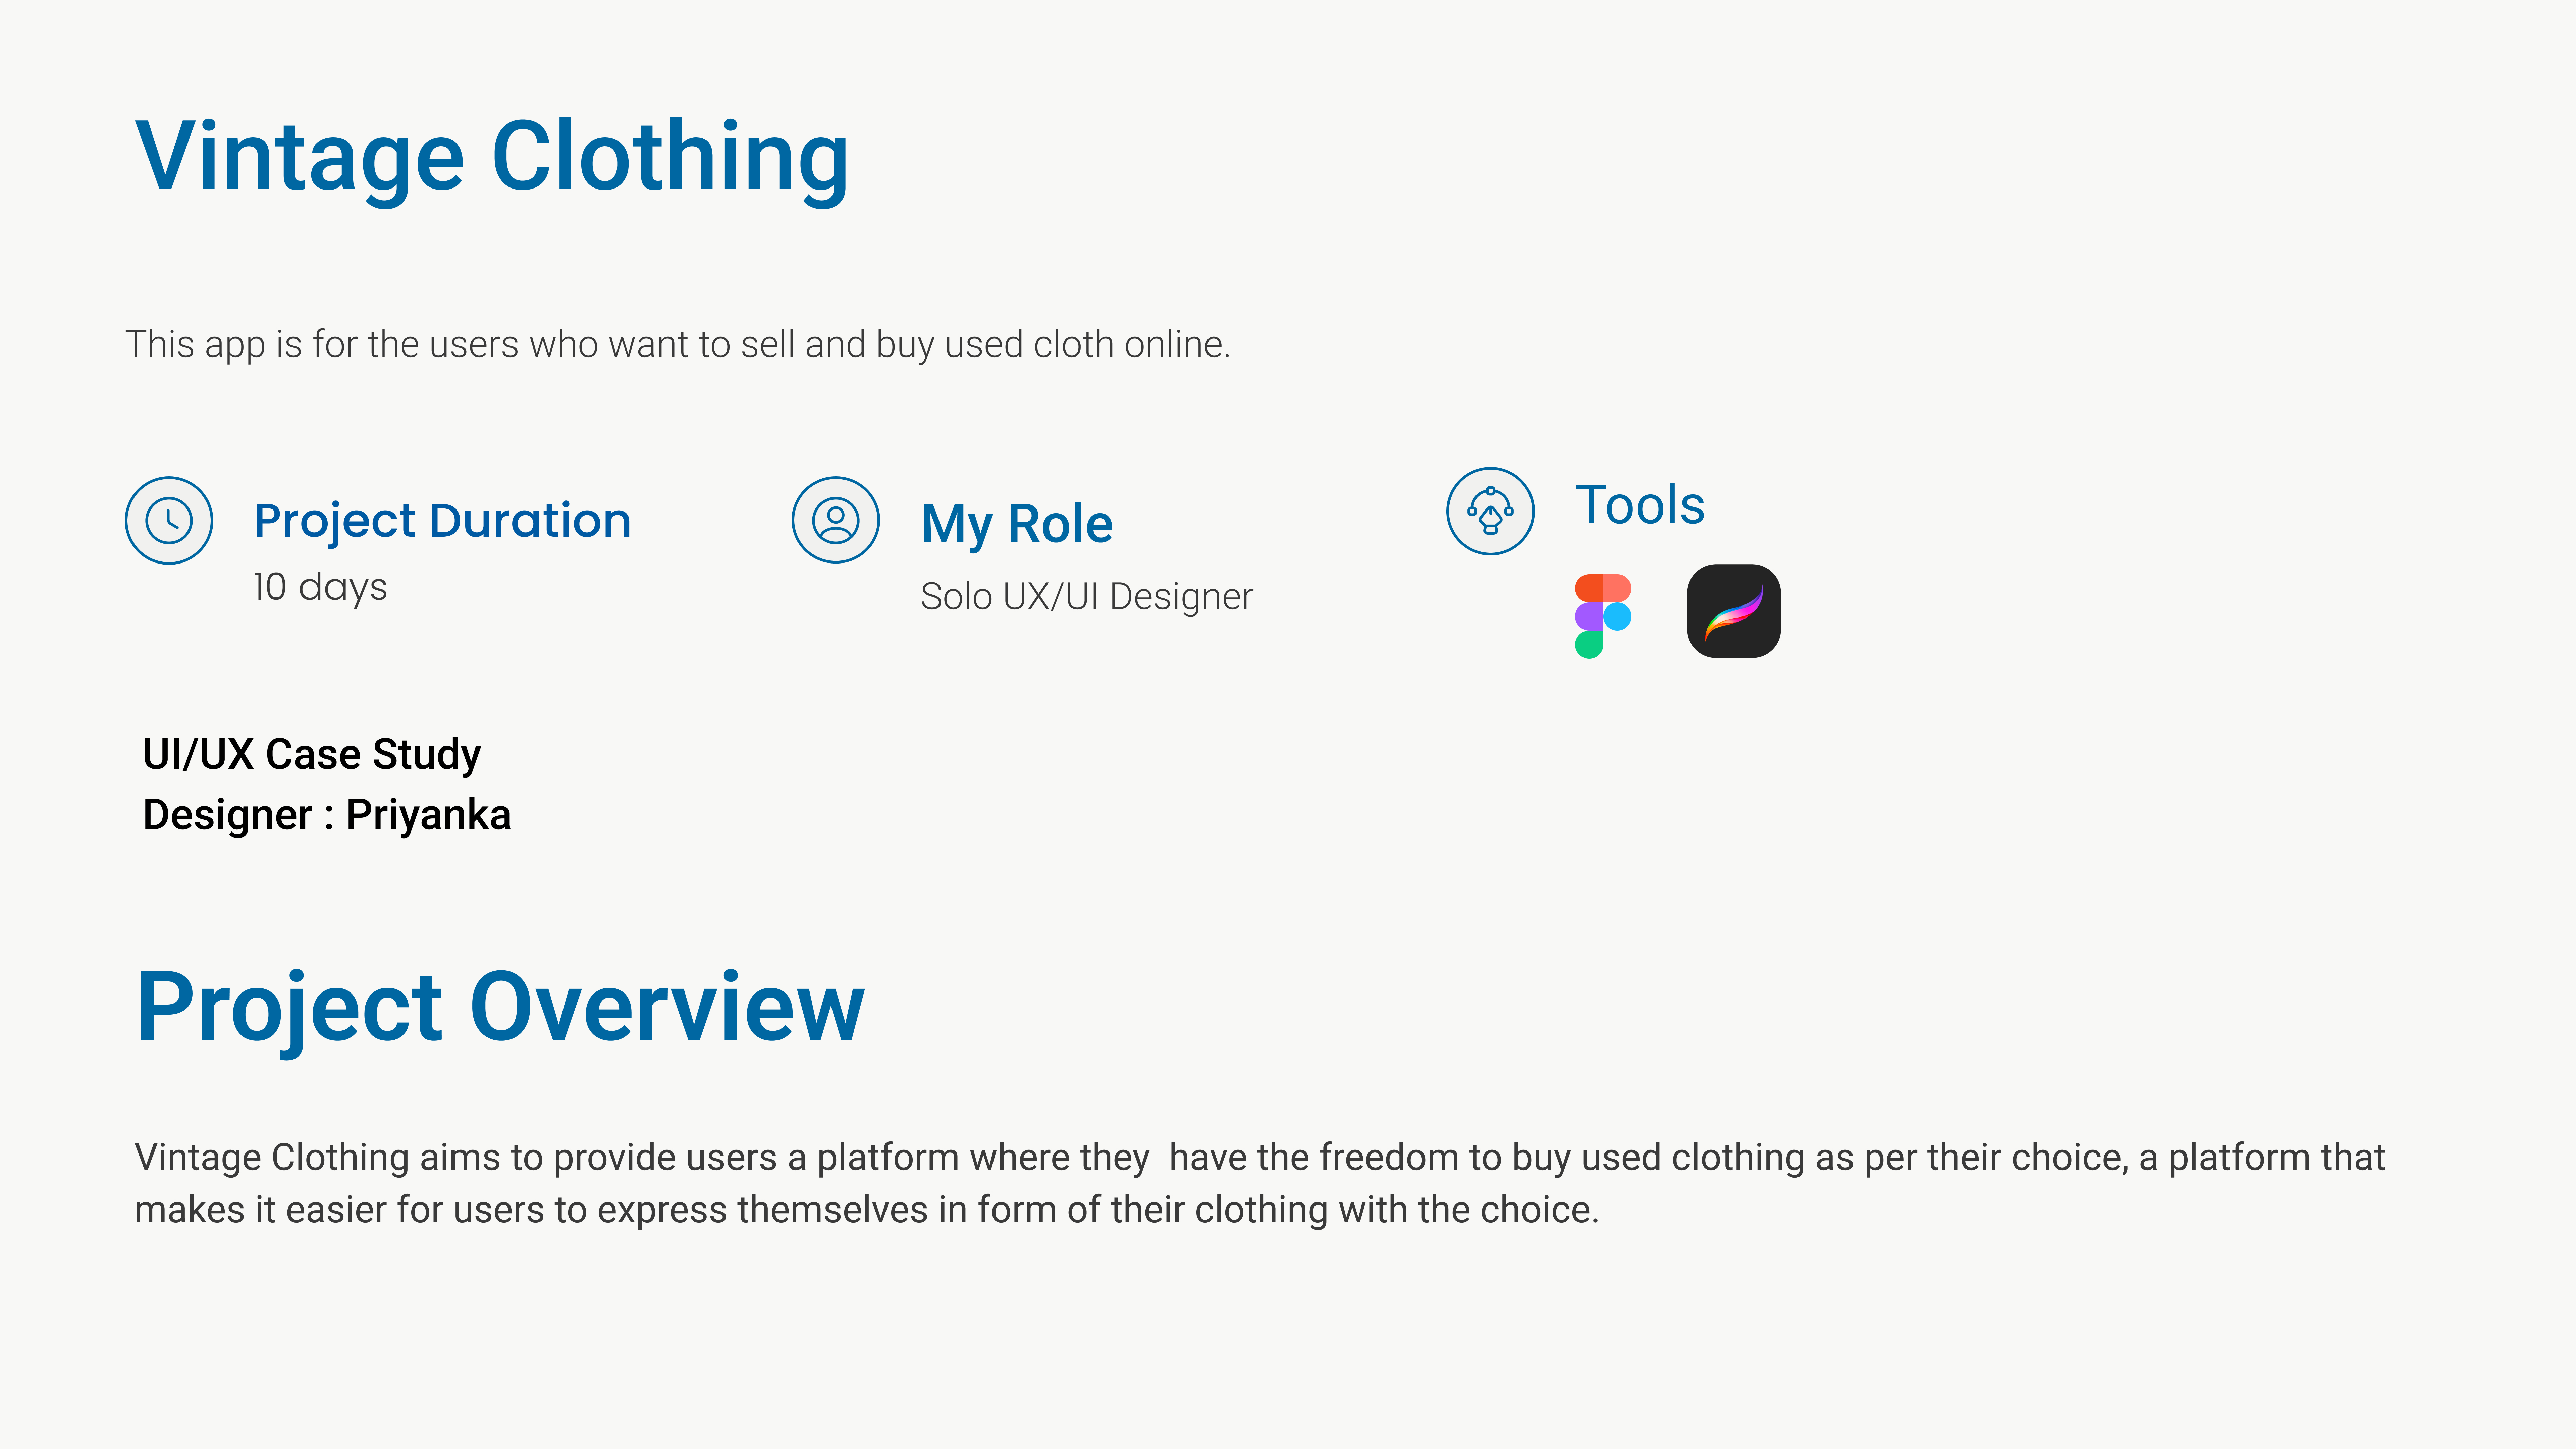 Vintage Clothing
This app is for the users who want to sell and buy used cloth online.
Project Duration
10 days
My Role
Solo UX/UI Designer
Tools
UI/UX Case Study
Designer : Priyanka
Project Overview
Vintage Clothing aims to provide users a platform where they  have the freedom to buy used clothing as per their choice, a platform that
makes it easier for users to express themselves in form of their clothing with the choice.